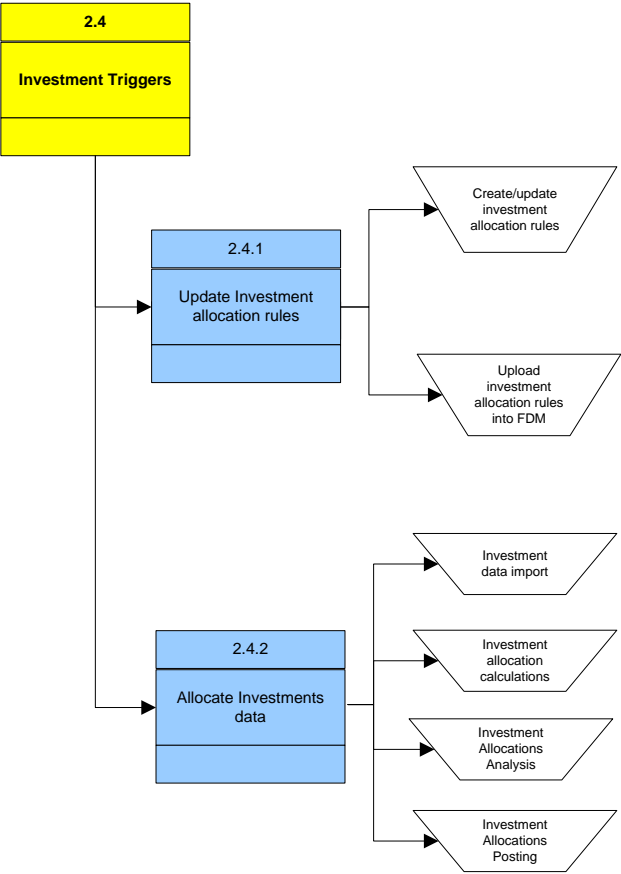 2.4
Investment Triggers
2.4.1
Update Investment
allocation rules
Create/update
investment
allocation rules
Upload
investment
allocation rules
into FDM
2.4.2
Allocate Investments
data
Investment
data import
Investment
allocation
calculations
Investment
Allocations
Analysis
Investment
Allocations
Posting